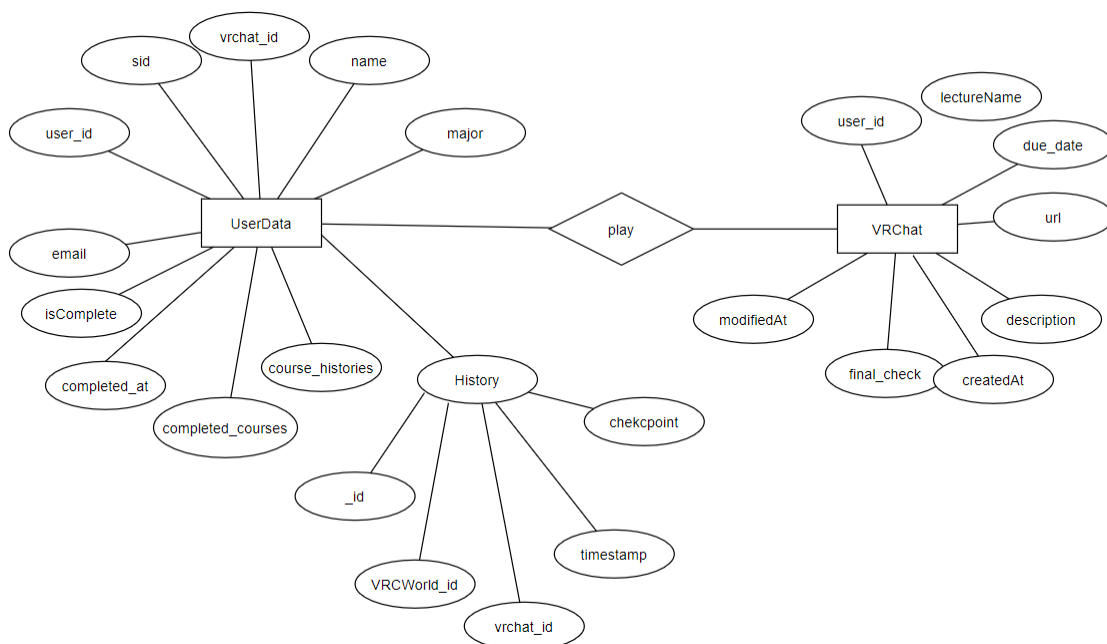 vrchat_id
sid
name
lectureName
user_id
user_id
major
due_date
url
UserData
play
VRChat
email
isComplete
modifiedAt
description
course_histories
completed_at
History
final_check
createdAt
completed_courses
chekcpoint
_id
timestamp
VRCWorld_id
vrchat_id